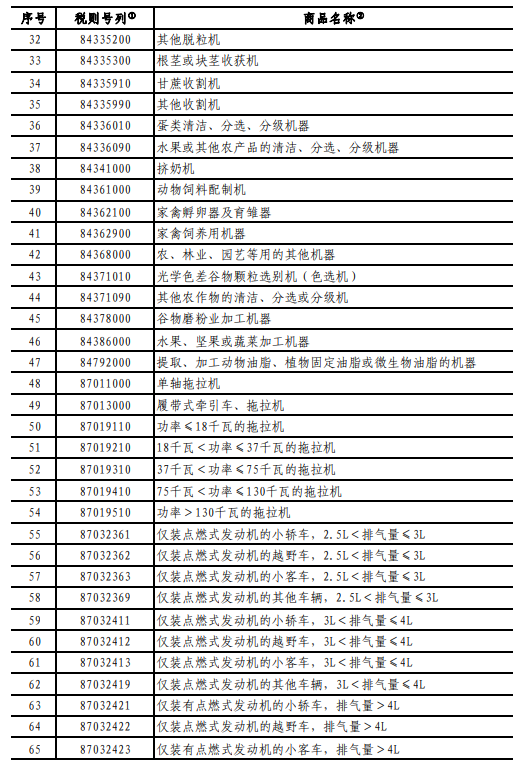 序号 税则号列① 商品名称②
32 84335200 其他脱粒机
33 84335300 根茎或块茎收获机
34 84335910 甘蔗收割机
35 84335990 其他收割机
36 84336010 蛋类清洁、分选、分级机器
37 84336090 水果或其他农产品的清洁、分选、分级机器
38 84341000 挤奶机
39 84361000 动物饲料配制机
40 84362100 家禽孵卵器及育雏器
41 84362900 家禽饲养用机器
42 84368000 农、林业、园艺等用的其他机器
43 84371010 光学色差谷物颗粒选别机（色选机）
44 84371090 其他农作物的清洁、分选或分级机
45 84378000 谷物磨粉业加工机器
46 84386000 水果、坚果或蔬菜加工机器
47 84792000 提取、加工动物油脂、植物固定油脂或微生物油脂的机器
48 87011000 单轴拖拉机
49 87013000 履带式牵引车、拖拉机
50 87019110 功率≤18千瓦的拖拉机
51 87019210 18千瓦＜功率≤37千瓦的拖拉机
52 87019310 37千瓦＜功率≤75千瓦的拖拉机
53 87019410 75千瓦＜功率≤130千瓦的拖拉机
54 87019510 功率＞130千瓦的拖拉机
55 87032361 仅装点燃式发动机的小轿车，2.5L＜排气量≤3L
56 87032362 仅装点燃式发动机的越野车，2.5L＜排气量≤3L
57 87032363 仅装点燃式发动机的小客车，2.5L＜排气量≤3L
58 87032369 仅装点燃式发动机的其他车辆，2.5L＜排气量≤3L
59 87032411 仅装点燃式发动机的小轿车，3L＜排气量≤4L
60 87032412 仅装点燃式发动机的越野车，3L＜排气量≤4L
61 87032413 仅装点燃式发动机的小客车，3L＜排气量≤4L
62 87032419 仅装点燃式发动机的其他车辆，3L＜排气量≤4L
63 87032421 仅装有点燃式发动机的小轿车，排气量＞4L
64 87032422 仅装点燃式发动机的越野车，排气量＞4L
65 87032423 仅装有点燃式发动机的小客车，排气量＞4L